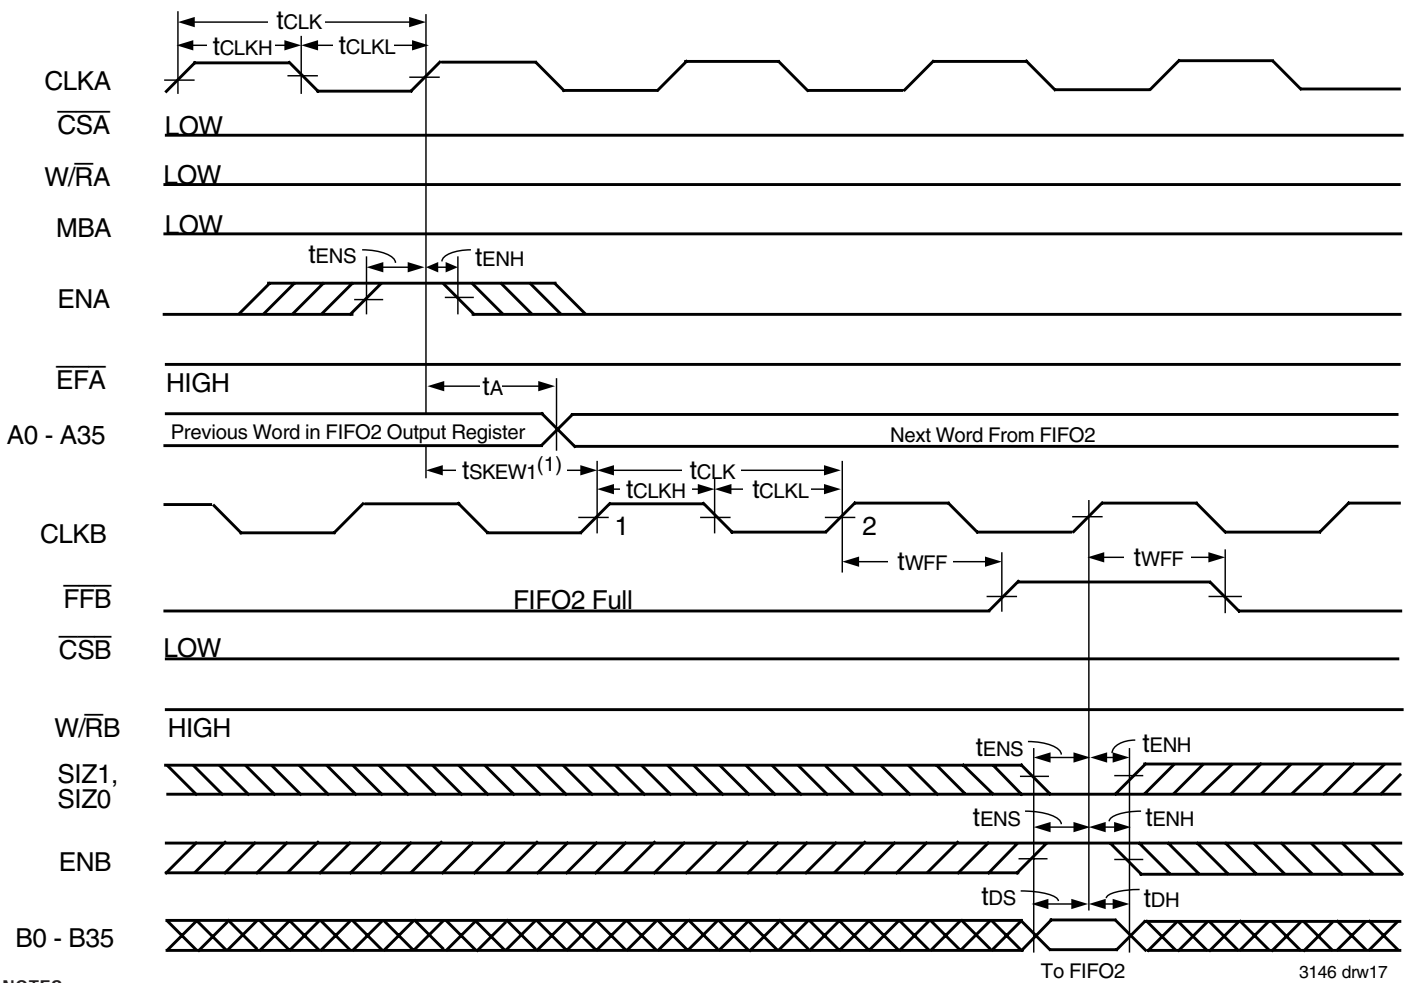 tCLK
tCLKH tCLKL
CLKA
CSA LOW
W/RA LOW
MBA LOW
tENS tENH
ENA
EFA HIGH
tA
A0 - A35 Previous Word in FIFO2 Output Register Next Word From FIFO2
tSKEW1(1) tCLK
tCLKH tCLKL
CLKB 1 2
tWFF tWFF
FFB FIFO2 Full
CSB LOW
W/RB HIGH
tENS tENH
SIZ1,
SIZ0
tENS tENH
ENB
tDS tDH
B0 - B35
To FIFO2 3146 drw17